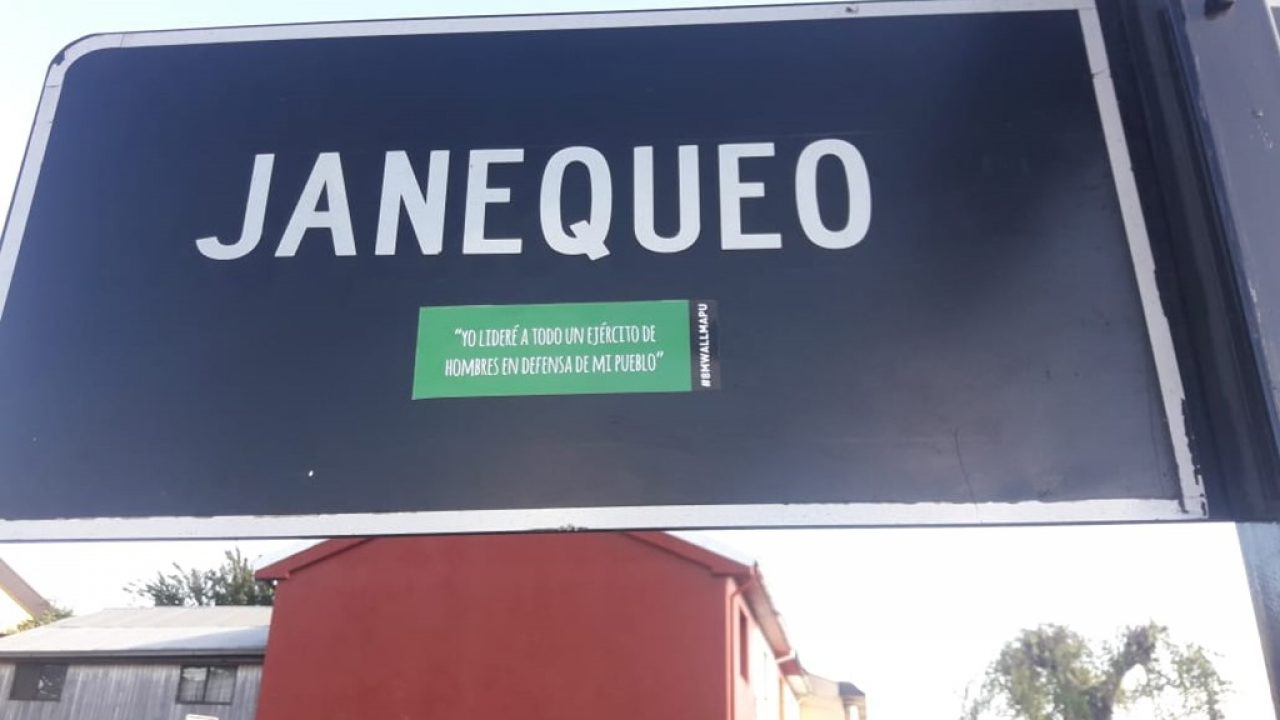 JANEQUEO
"YO LIDERÉ A TODO UN EJÉRCITO DE
HOMBRES EN DEFENSA DE MI PUEBLO"
#8MWALLMAPU